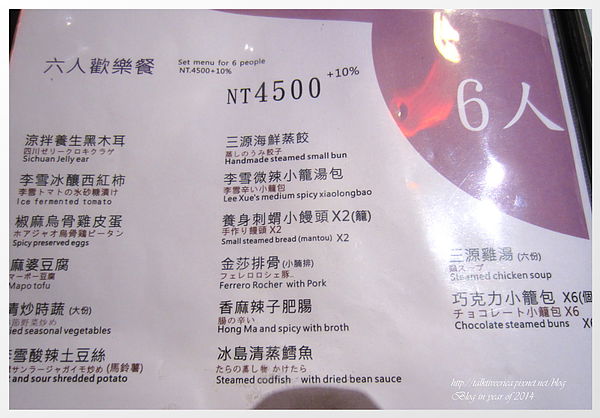 六人歡樂餐
Set menu for 6 people
NT.4500+10%
NT4500 +10%
6人
涼拌養生黑木耳
四川ゼリークロキクラゲ
Sichuan Jelly ear
李雪冰釀西紅柿
李雪トマトの氷砂糖漬け
Ice fermented tomato
椒麻烏骨雞皮蛋
ホアジャオ烏骨鶏ピータン
Spicy preserved eggs
麻婆豆腐
マーボー豆腐
Mapo tofu
清炒時蔬 (大份)
節野菜炒め
ied seasonal vegetables
李雪酸辣土豆絲
サンラージャガイモ炒め (馬鈴薯)
t and sour shredded potato
三源海鮮蒸餃
蒸しのうみ餃子
Handmade steamed small bun
李雪微辣小籠湯包
李雪辛い小籠包
Lee Xue's medium spicy xiaolongbao
養身刺蝟小饅頭 X2(籠)
手作り饅頭 X2
Small steamed bread (mantou) X2
金莎排骨 (小腩排)
フェレロロシェ豚..
Ferrero Rocher with Pork
香麻辣子肥腸
腸の辛い
Hong Ma and spicy with broth
冰島清蒸鱈魚
たらの蒸し物 かけたら
Steamed codfish with dried bean sauce
三源雞湯 (六份)
鶏スープ
Steamed chicken soup
巧克力小籠包 X6(個
チョコレート小籠包 X6
Chocolate steamed buns X6
http://talktwoerica.pixnet.net/blog
Blog in year of 2014